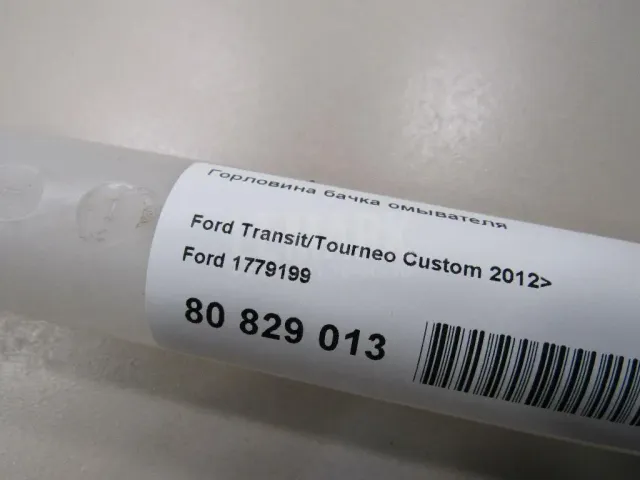 Горловина бачка омывателя
Ford Transit/Tourneo Custom 2012>
Ford 1779199
80 829 013